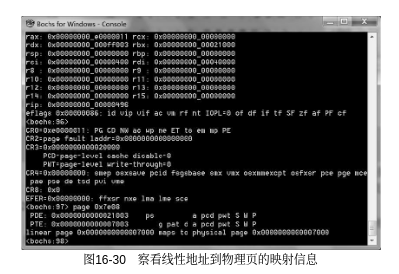 Bochs for Windows - Console
rax: 0x00000000_e0000011 rcx: 0x00000000_00000000
rdx: 0x00000000_000ff003 rbx: 0x00000000_00021000
rsp: 0x00000000_00000000 rbp: 0x00000000_00000000
rsi: 0x00000000_00000400 rdi: 0x00000000_00040000
r8 : 0x00000000_00000000 r9 : 0x00000000_00000000
r10: 0x00000000_00000000 r11: 0x00000000_00000000
r12: 0x00000000_00000000 r13: 0x00000000_00000000
r14: 0x00000000_00000000 r15: 0x00000000_00000000
rip: 0x00000000_00000496
eflags 0x00000086: id vip vif ac vm rf nt IOPL=0 of df if tf SF zf af PF cf
<bochs:96>
CR0=0xe0000011: PG CD NW ac wp ne ET ts em mp PE
CR2=page fault laddr=0x0000000000000000
CR3=0x000000020000
PCD=page-level cache disable=0
PWT=page-level write-through=0
CR4=0x00000000: smep osxsave pcid fsgsbase smx vmx osxmmexcpt osfxsr pce pge mce
pae pse de tsd pvi vme
CR8: 0x0
EFER=0x00000000: ffxsr nxe lma lme sce
<bochs:97> page 0x7e08
PDE: 0x0000000000021003 ps a pcd pwt S W P
PTE: 0x0000000000007003 g pat d a pcd pwt S W P
linear page 0x0000000000007000 maps to physical page 0x000000007000
<bochs:98>
图16-30 察看线性地址到物理页的映射信息